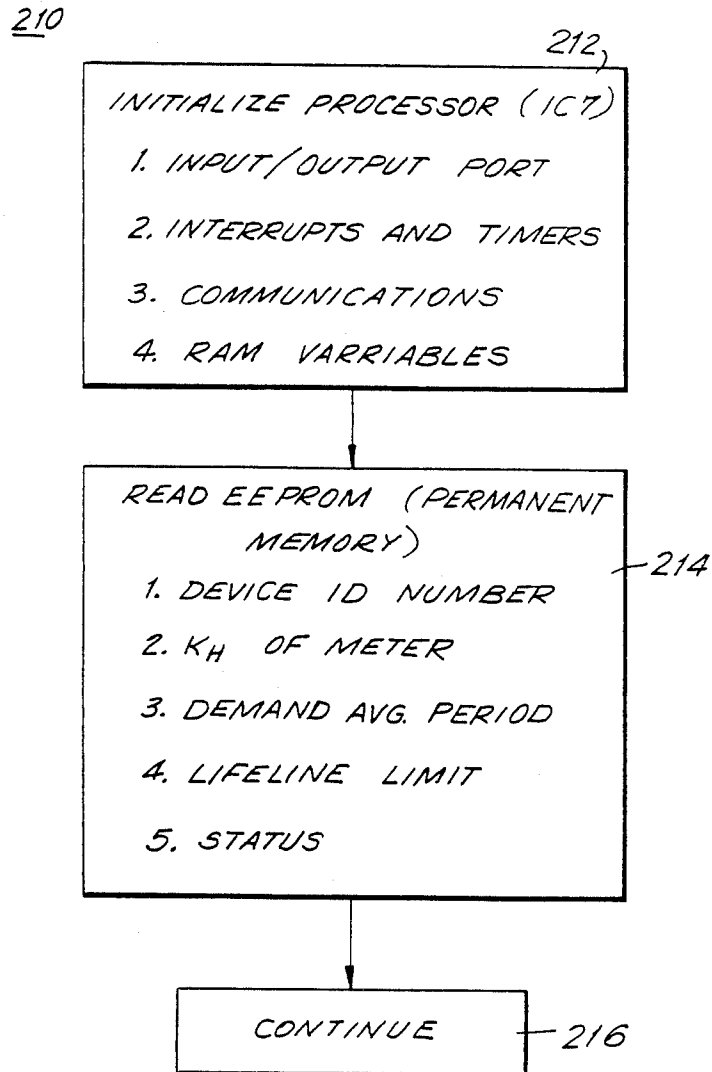 210
212
INITIALIZE PROCESSOR (IC7)
1. INPUT/OUTPUT PORT
2. INTERRUPTS AND TIMERS
3. COMMUNICATIONS
4. RAM VARRIABLES
READ EEPROM (PERMANENT
MEMORY)
214
1. DEVICE ID NUMBER
2. KH OF METER
3. DEMAND AVG. PERIOD
4. LIFELINE LIMIT
5. STATUS
CONTINUE
216